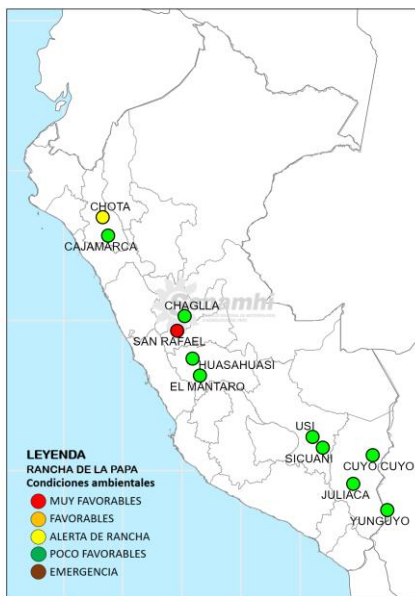 CHOTA
CAJAMARCA
CHAGLLA
SAN RAFAEL
HUASAHUASI
EL MANTARO
USI
SICUANI
CUYO CUYO
JULIACA
YUNGUYO
LEYENDA
RANCHA DE LA PAPA
Condiciones ambientales
MUY FAVORABLES
FAVORABLES
ALERTA DE RANCHA
POCO FAVORABLES
EMERGENCIA